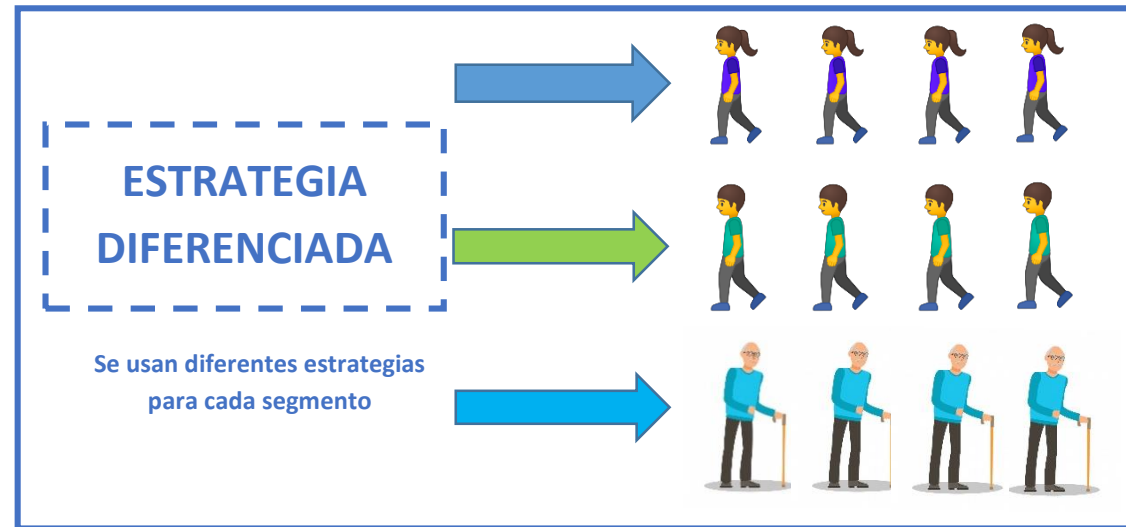 ESTRATEGIA
DIFERENCIADA
Se usan diferentes estrategias
para cada segmento